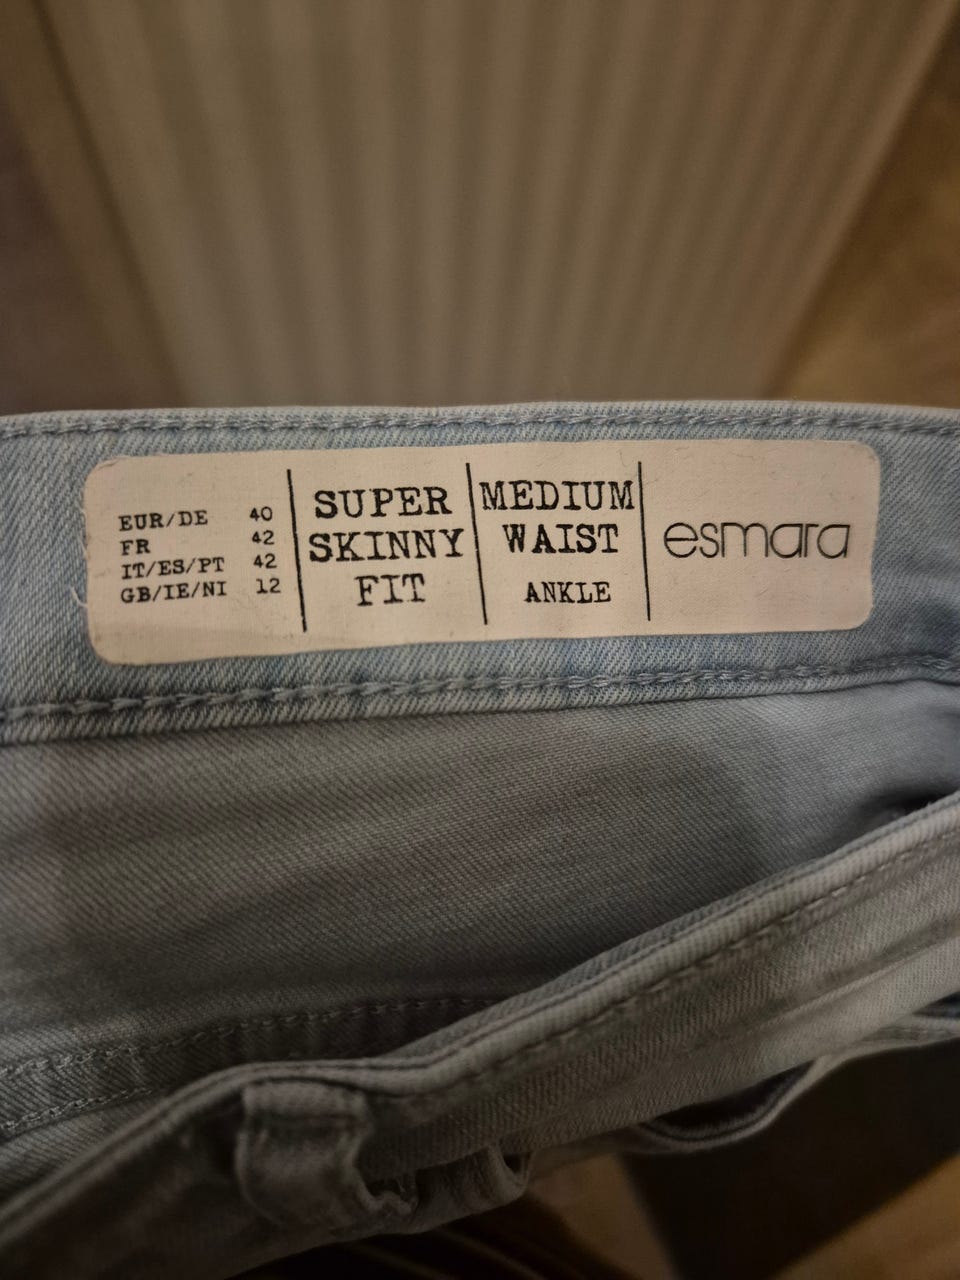 EUR/DE 40
FR 42
IT/ES/PT 42
GB/IE/NI 12
SUPER
SKINNY
FIT
MEDIUM
WAIST
ANKLE
esmara